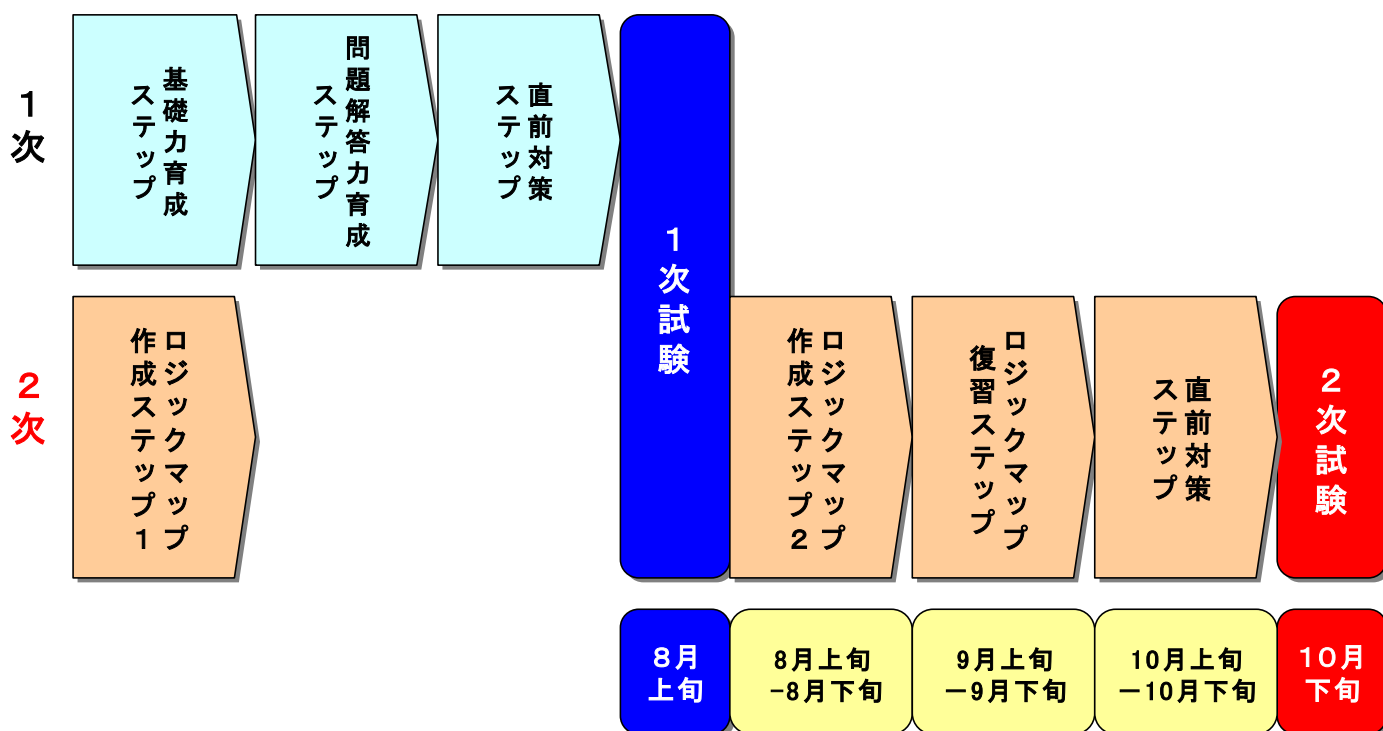 1次
基礎力育成
ステップ
問題解答力育成
ステップ
直前対策
ステップ
1次試験
2次
ロジックマップ
作成ステップ1
ロジックマップ
作成ステップ2
ロジックマップ
復習ステップ
直前対策
ステップ
2次試験
8月
上旬
8月上旬
-8月下旬
9月上旬
－9月下旬
10月上旬
－10月下旬
10月
下旬